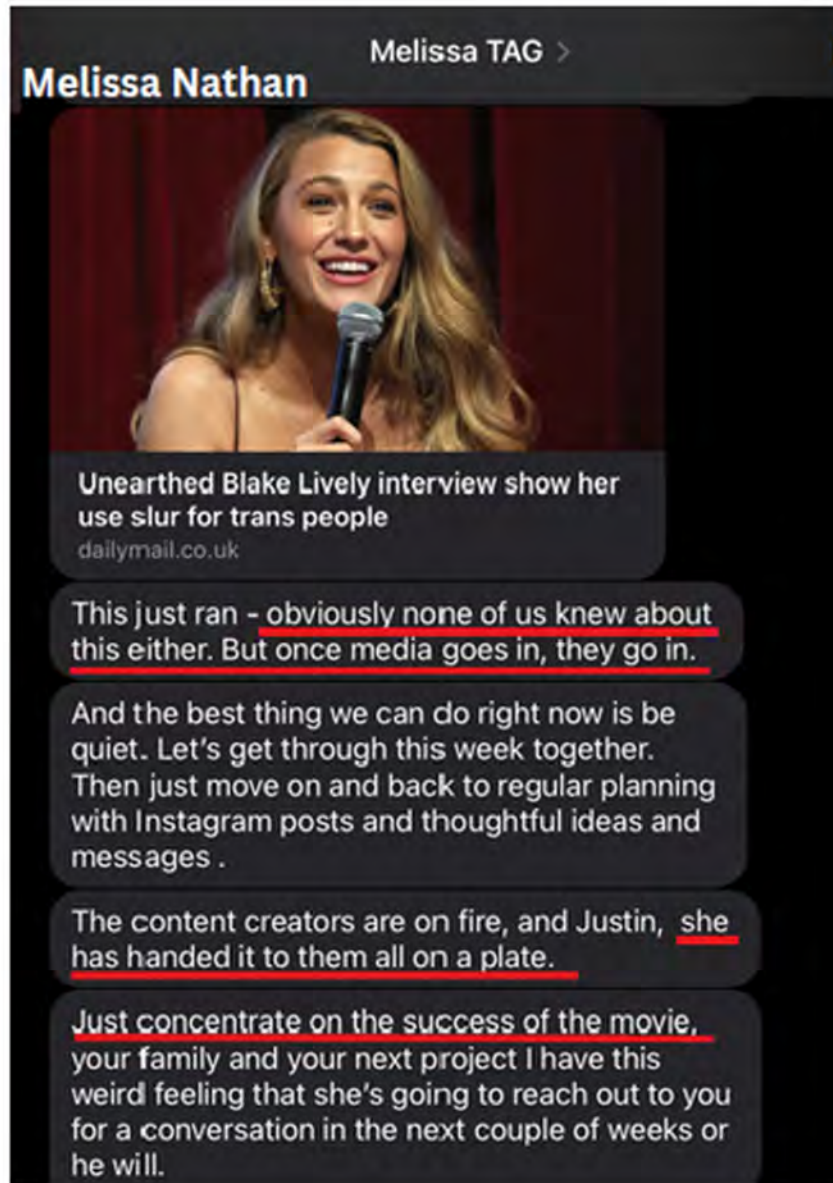 Melissa TAG >
Melissa Nathan
Unearthed Blake Lively interview show her
use slur for trans people
dailymail.co.uk
This just ran - obviously none of us knew about
this either. But once media goes in, they go in.
And the best thing we can do right now is be
quiet. Let's get through this week together.
Then just move on and back to regular planning
with Instagram posts and thoughtful ideas and
messages .
The content creators are on fire, and Justin, she
has handed it to them all on a plate.
Just concentrate on the success of the movie,
your family and your next project I have this
weird feeling that she's going to reach out to you
for a conversation in the next couple of weeks or
he will.